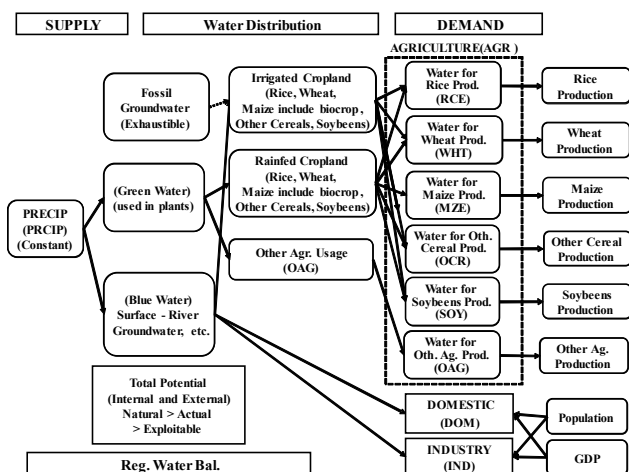 SUPPLY
Water Distribution
DEMAND
AGRICULTURE(AGR )
Fossil
Groundwater
(Exhaustible)
Irrigated Cropland
(Rice, Wheat,
Maize include biocrop ,
Other Cereals, Soybeens)
Water for
Rice Prod.
(RCE)
Rice
Production
Water for
Wheat Prod.
(WHT)
Wheat
Production
(Green Water)
(used in plants)
Rainfed Cropland
(Rice, Wheat,
Maize include biocrop ,
Other Cereals, Soybeens)
Water for
Maize Prod.
(MZE)
Maize
Production
PRECIP
(PRCIP)
(Constant)
Other Agr. Usage
(OAG)
Water for Oth.
Cereal Prod.
(OCR)
Other Cereal
Production
(Blue Water)
Surface - River
Groundwater, etc.
Water for
Soybeens Prod.
(SOY)
Soybeens
Production
Water for
Oth. Ag. Prod.
(OAG)
Other Ag.
Production
Total Potential
(Internal and External)
Natural > Actual
> Exploitable
DOMESTIC
(DOM)
Population
INDUSTRY
(IND)
GDP
Reg. Water Bal.